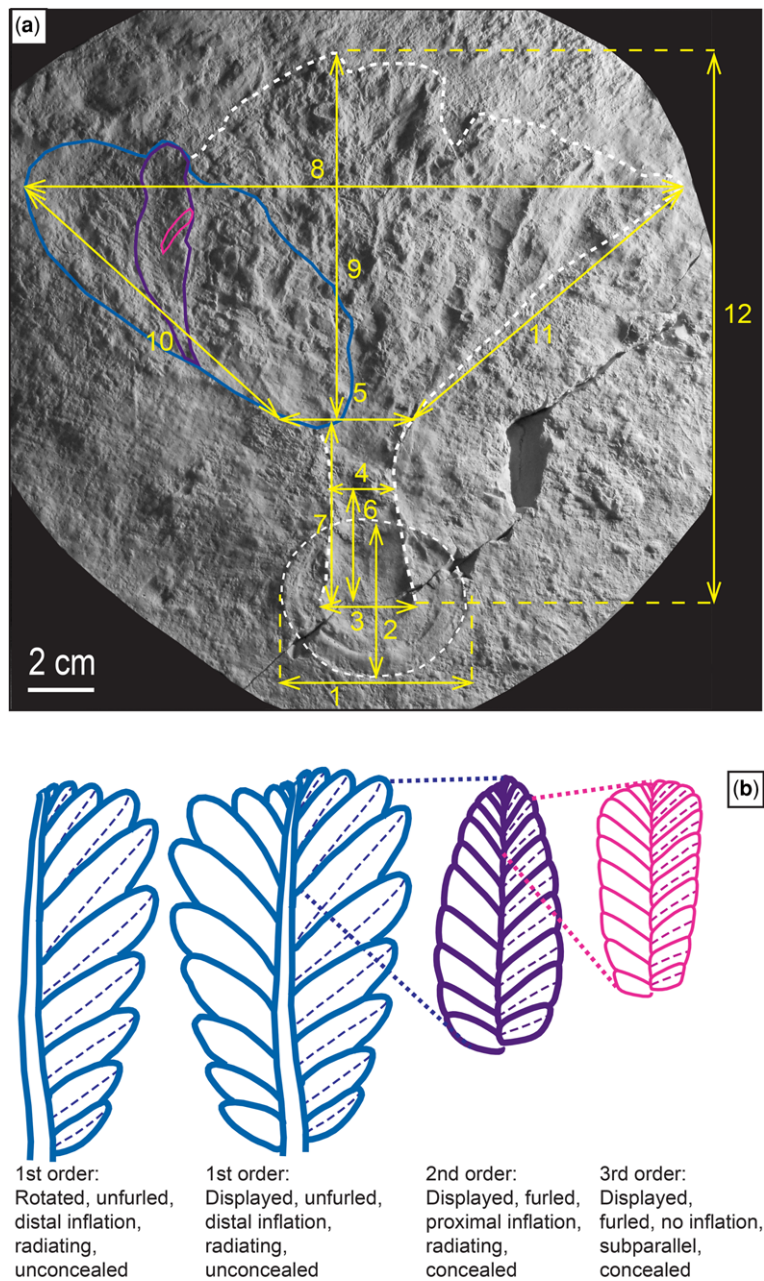 (a)
8
9
12
10
11
5
4
7
6
3
2
1
2 cm
(b)
1st order:
Rotated, unfurled,
distal inflation,
radiating,
unconcealed
1st order:
Displayed, unfurled,
distal inflation,
radiating,
unconcealed
2nd order:
Displayed, furled,
proximal inflation,
radiating,
concealed
3rd order:
Displayed,
furled, no inflation,
subparallel,
concealed